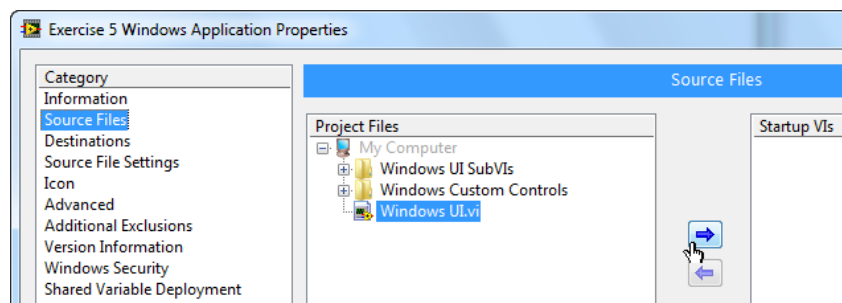 Exercise 5 Windows Application Properties
Category
Information
Source Files
Destinations
Source File Settings
Icon
Advanced
Additional Exclusions
Version Information
Windows Security
Shared Variable Deployment
Source Files
Project Files
My Computer
Windows UI SubVIs
Windows Custom Controls
Windows UI.vi
Startup VIs